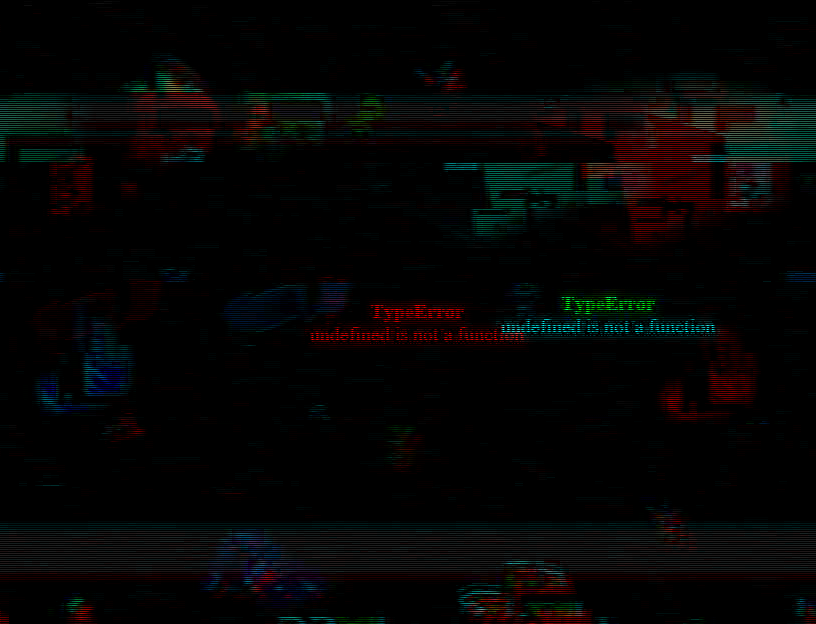 TypeError
undefined is not a function
TypeError
undefined is not a function